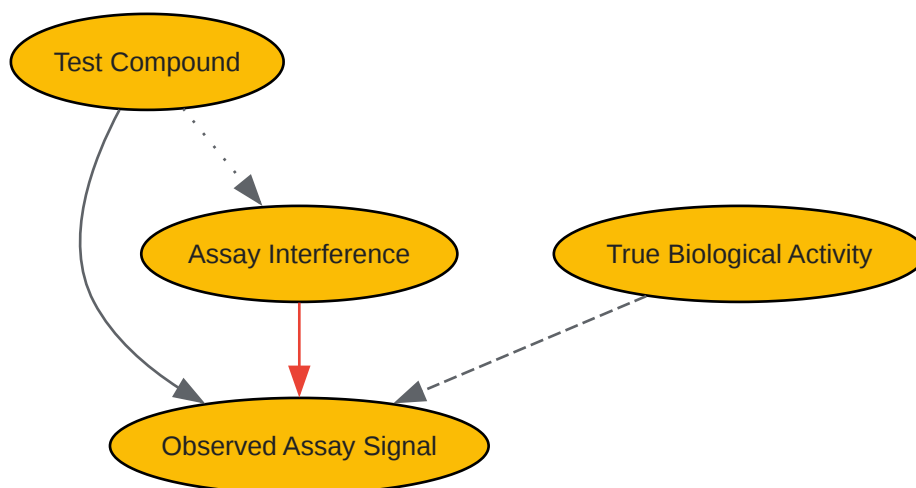 Test Compound
Assay Interference
True Biological Activity
Observed Assay Signal